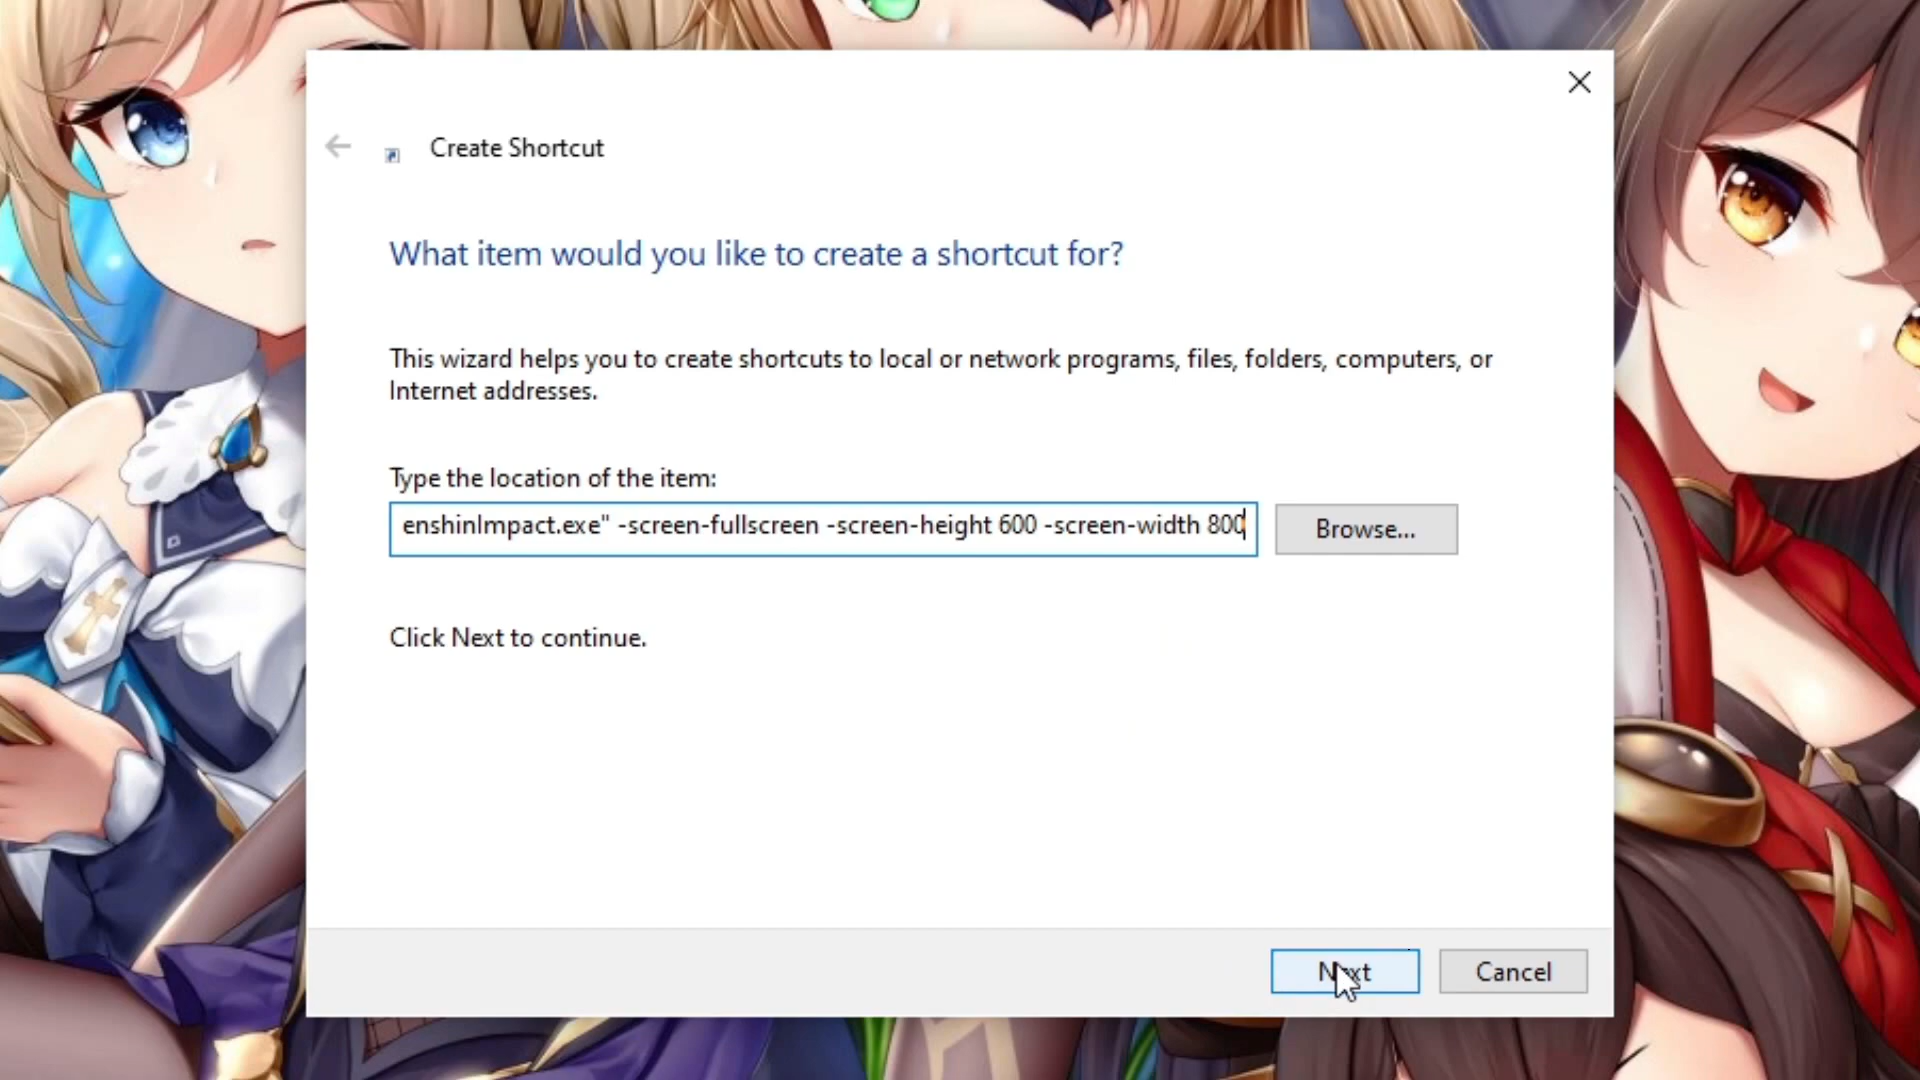 Create Shortcut
What item would you like to create a shortcut for?
This wizard helps you to create shortcuts to local or network programs, files, folders, computers, or
Internet addresses.
Type the location of the item:
enshinImpact.exe" -screen-fullscreen -screen-height 600 -screen-width 800
Browse...
Click Next to continue.
Next
Cancel